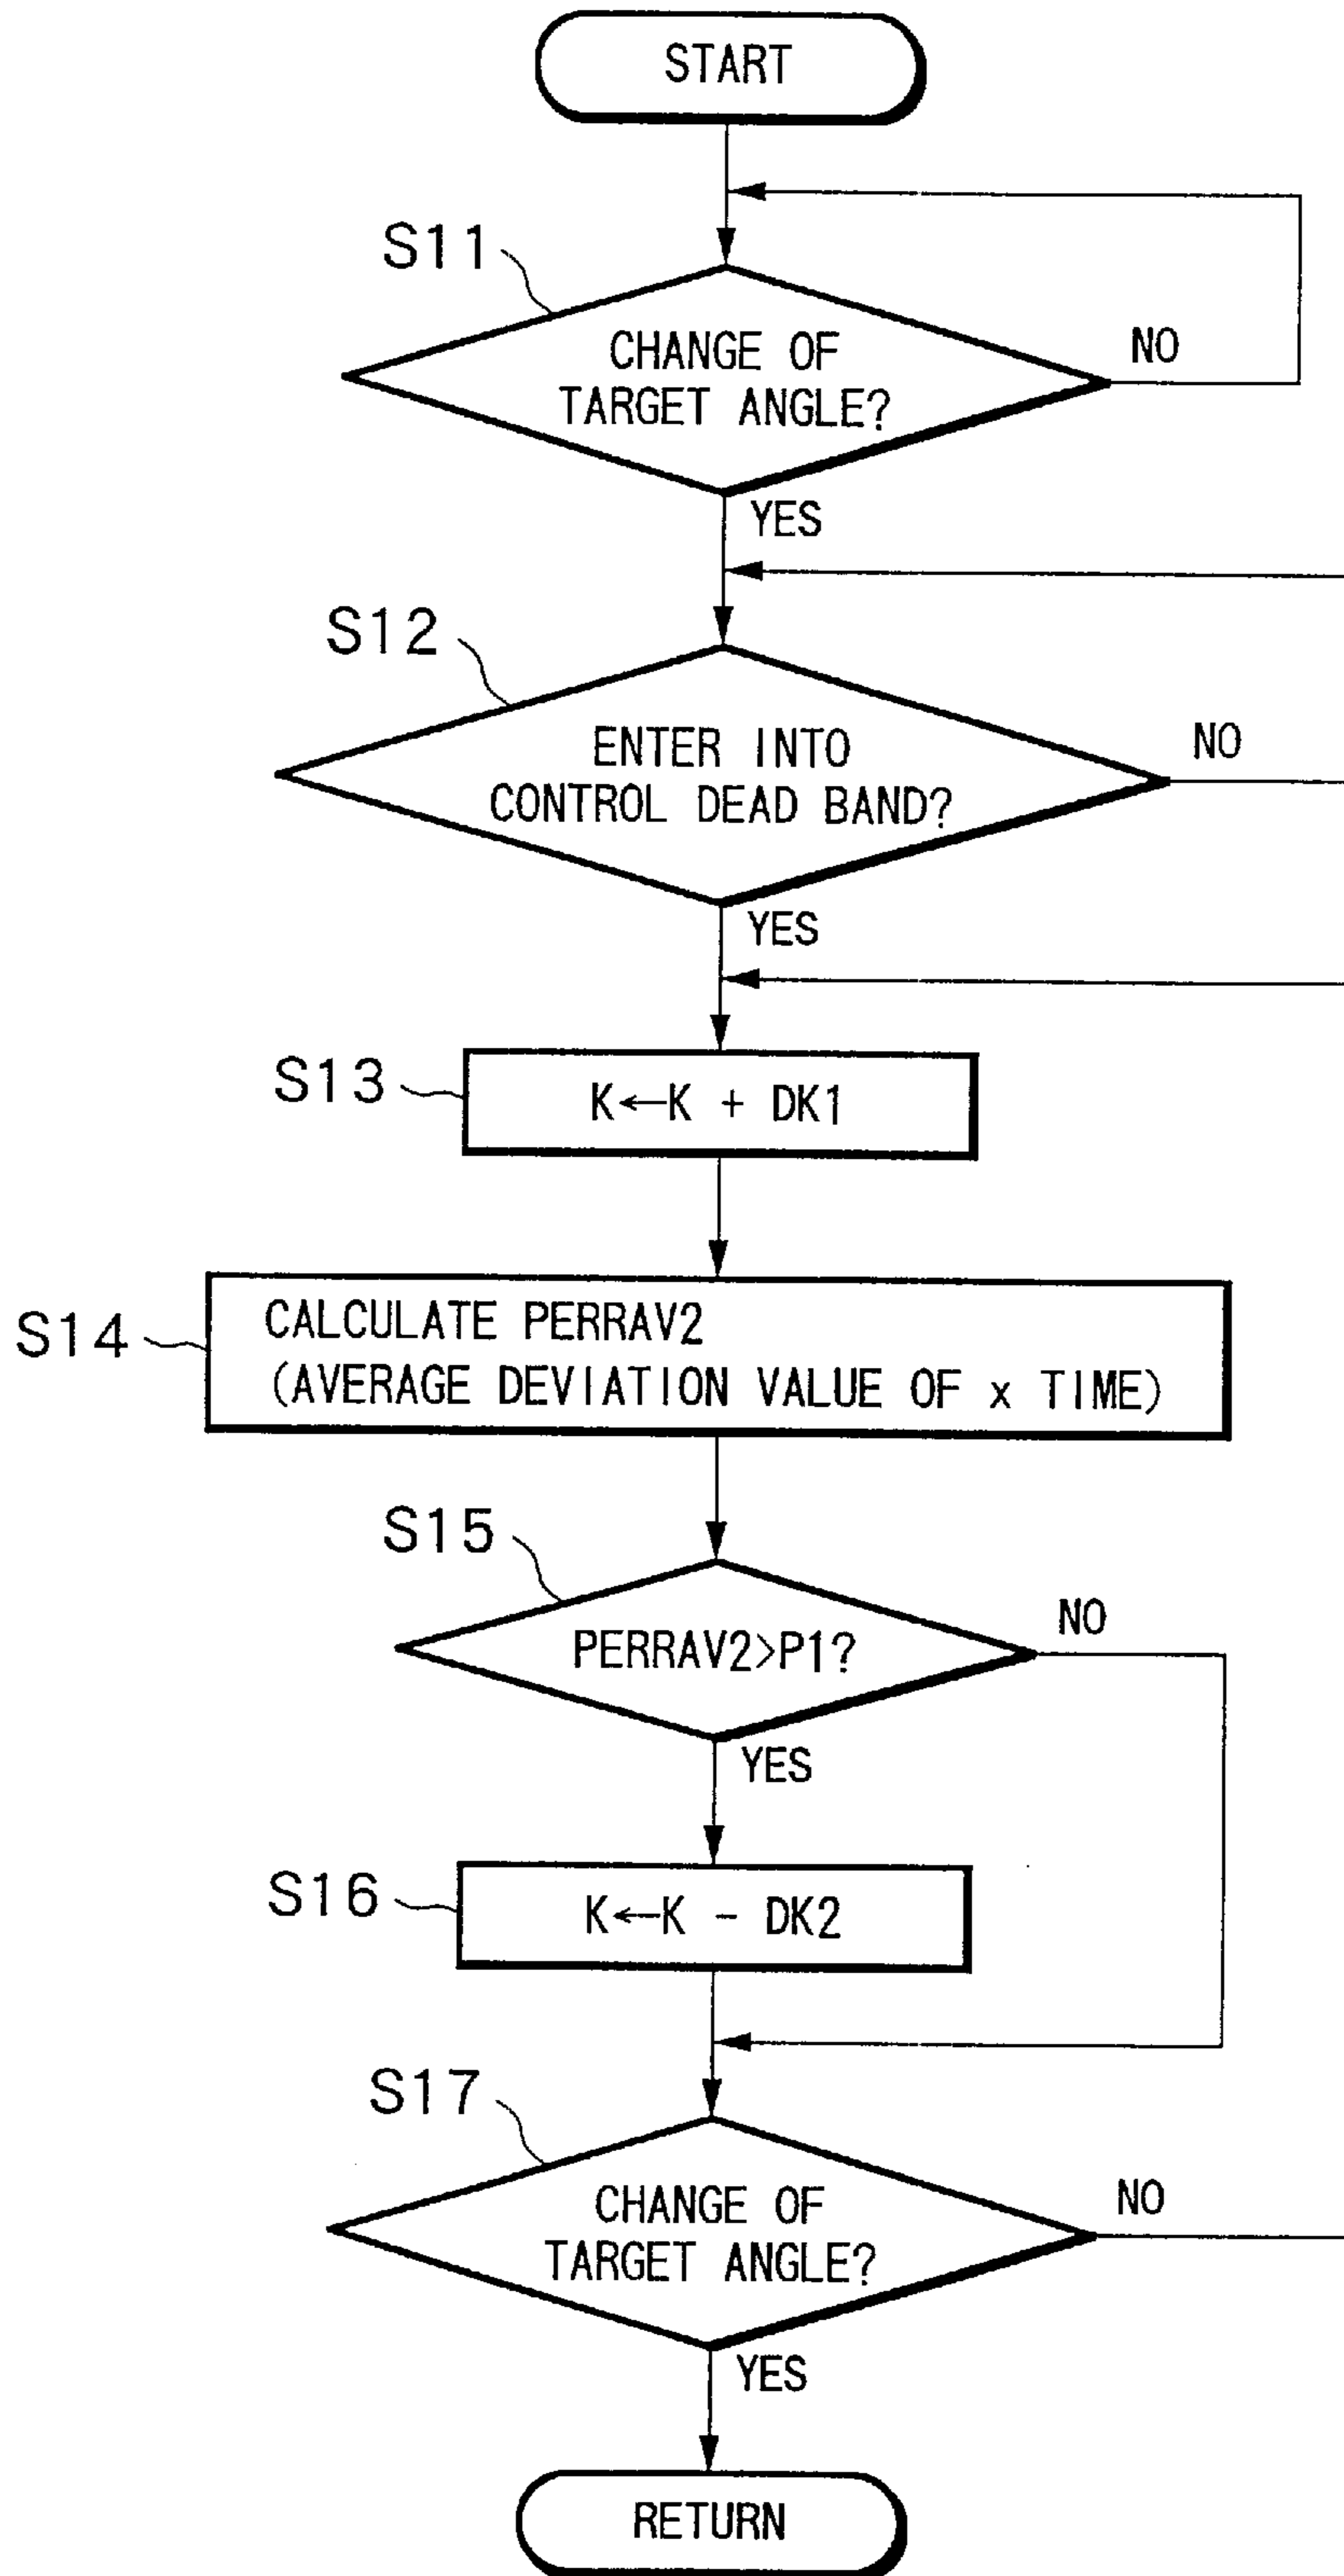 START
S11
CHANGE OF
TARGET ANGLE?
NO
YES
S12
ENTER INTO
CONTROL DEAD BAND?
NO
YES
S13
K←K + DK1
S14
CALCULATE PERRAV2
(AVERAGE DEVIATION VALUE OF x TIME)
S15
PERRAV2>P1?
NO
YES
S16
K←K - DK2
S17
CHANGE OF
TARGET ANGLE?
NO
YES
RETURN